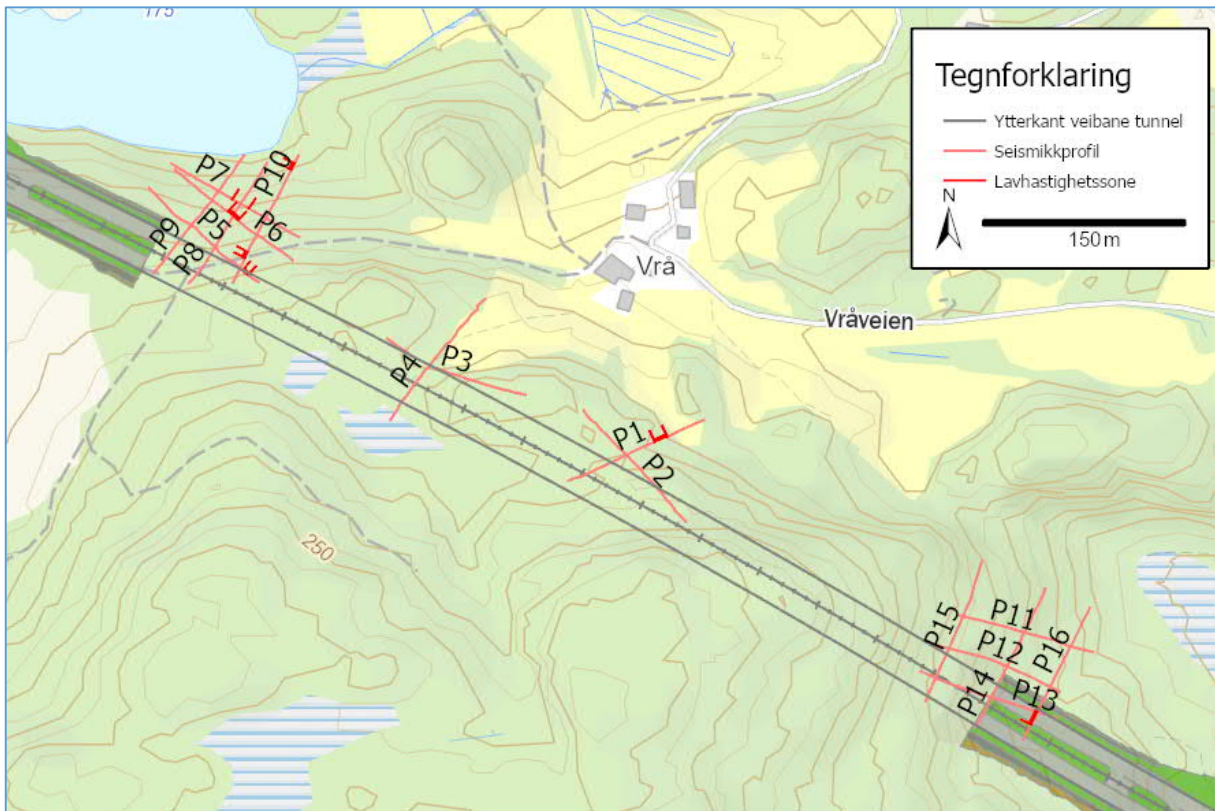 175
Tegnforklaring
Ytterkant veibane tunnel
Seismikkprofil
Lavhastighetssone
N
150 m
P7
P10
P5
P6
P9
P8
Vrå
Vråveien
P4
P3
P1
P2
250
P15
P11
P16
P12
P14
P13